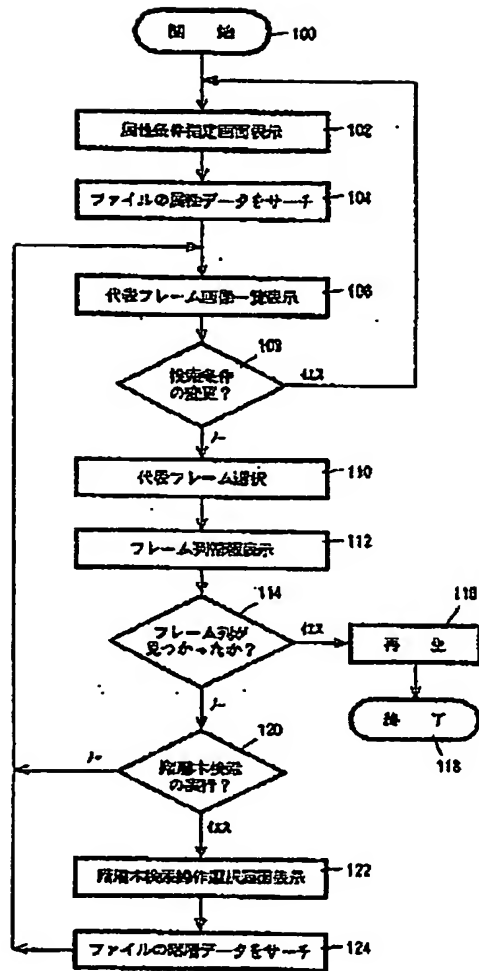 開 始
100
属性条件指定画面表示
102
ファイルの属性データをサーチ
104
代表フレーム画像一覧表示
106
検索条件
の変更?
108
イエス
ノー
代表フレーム選択
110
フレーム列情報表示
112
フレーム列が
見つかったか?
114
イエス
再 生
116
終 了
118
ノー
階層木検索
の実行?
120
ノー
イエス
階層木検索操作選択画面表示
122
ファイルの階層データをサーチ
124